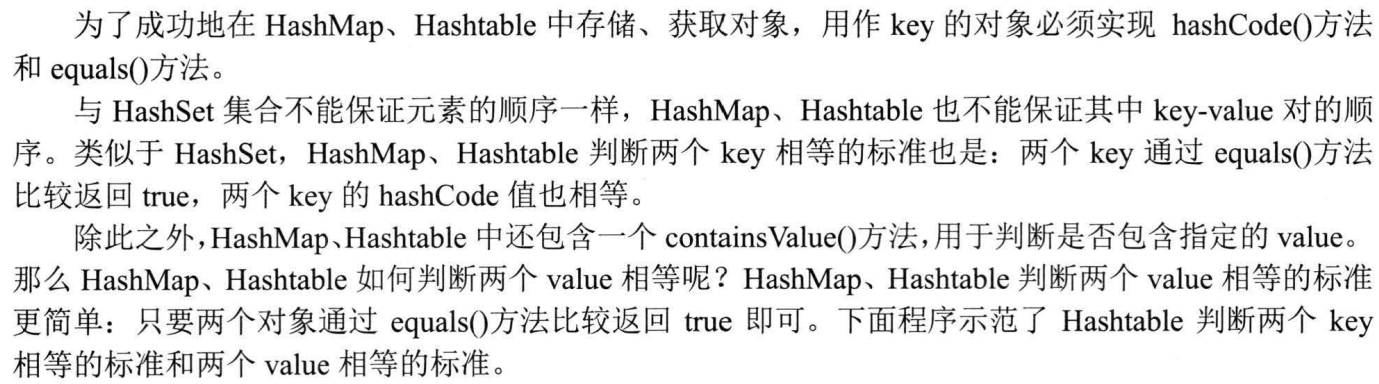 为了成功地在 HashMap、Hashtable 中存储、获取对象，用作 key 的对象必须实现 hashCode()方法
和 equals()方法。
与 HashSet 集合不能保证元素的顺序一样，HashMap、Hashtable 也不能保证其中 key-value 对的顺
序。类似于 HashSet，HashMap、Hashtable 判断两个 key 相等的标准也是：两个 key 通过 equals()方法
比较返回 true，两个 key 的 hashCode 值也相等。
除此之外，HashMap、Hashtable 中还包含一个 containsValue()方法，用于判断是否包含指定的 value。
那么 HashMap、Hashtable 如何判断两个 value 相等呢？HashMap、Hashtable 判断两个 value 相等的标准
更简单：只要两个对象通过 equals()方法比较返回 true 即可。下面程序示范了 Hashtable 判断两个 key
相等的标准和两个 value 相等的标准。